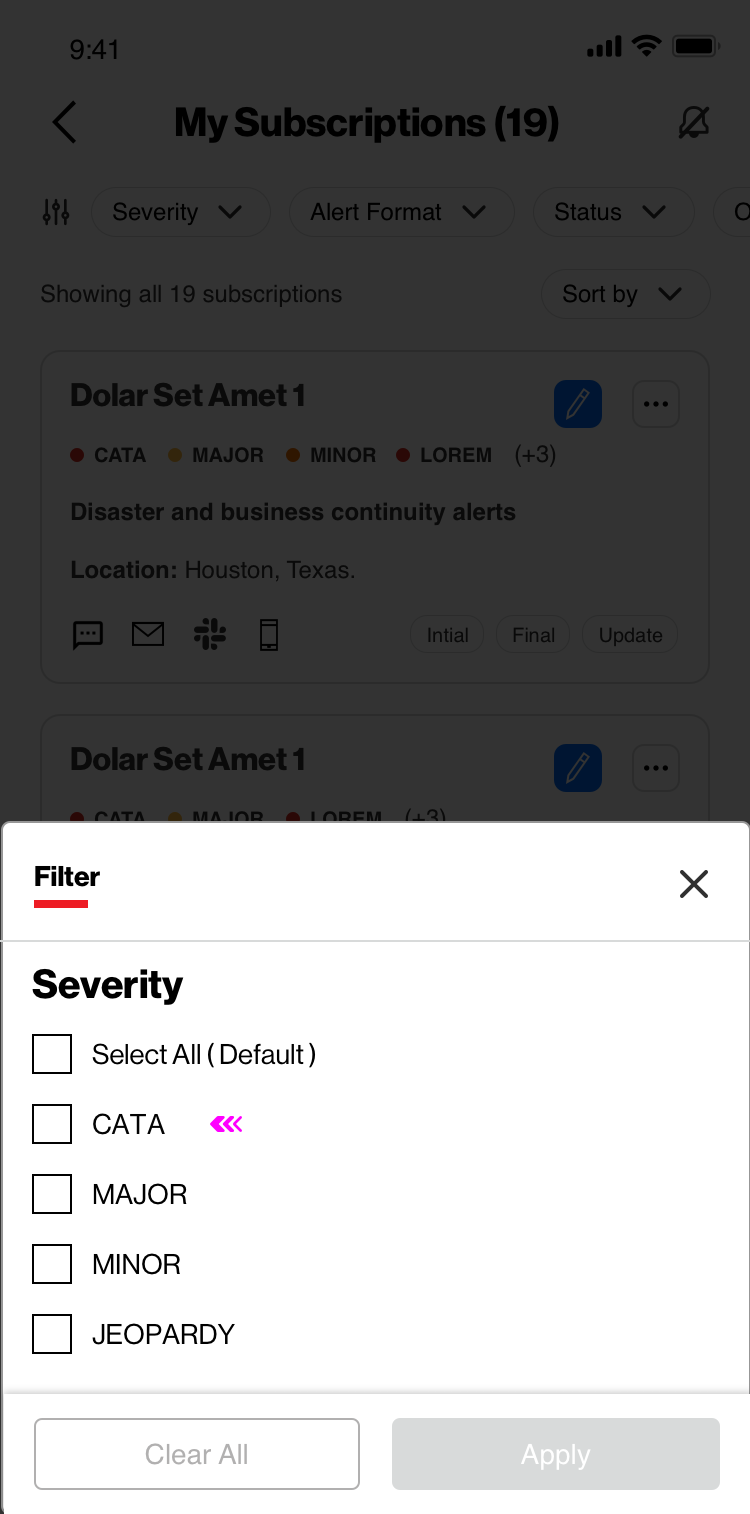 9:41
My Subscriptions (19)
Severity
Alert Format
Status
Showing all 19 subscriptions
Sort by
Dolar Set Amet 1
CATA MAJOR MINOR LOREM (+3)
Disaster and business continuity alerts
Location: Houston, Texas.
Intial Final Update
Dolar Set Amet 1
CATA MAJOR LOREM (+3)
Filter
Severity
Select All ( Default )
CATA
MAJOR
MINOR
JEOPARDY
Clear All
Apply